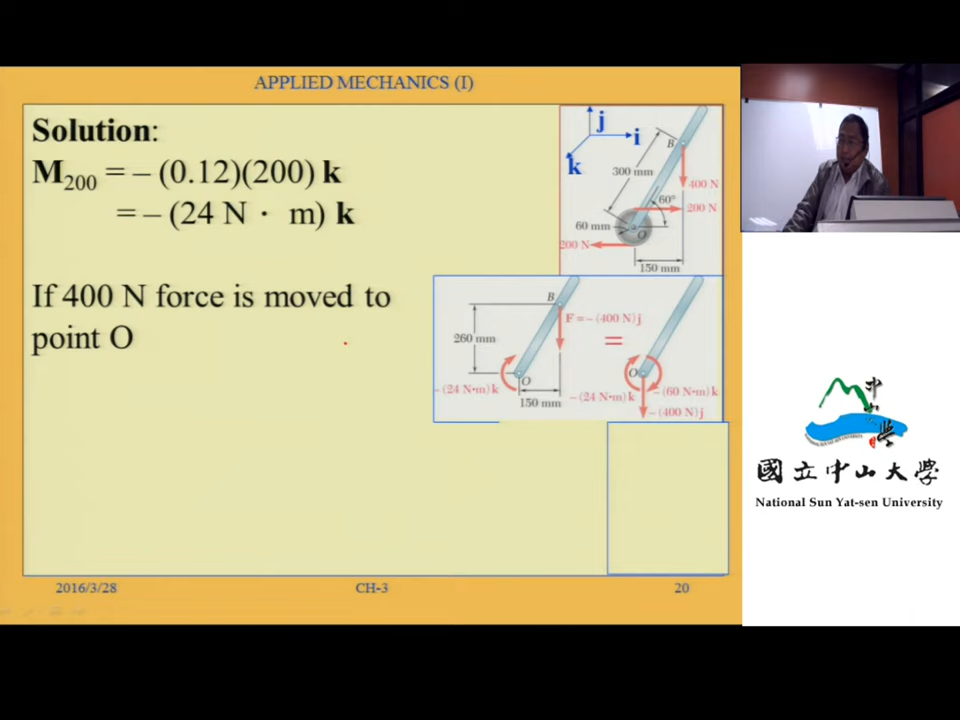 APPLIED MECHANICS (I)
Solution:
M200 = – (0.12)(200) k
= – (24 N · m) k
If 400 N force is moved to
point O
j
i
k
B
300 mm
400 N
60°
200 N
60 mm
O
200 N
150 mm
B
F = –(400 N)j
260 mm
=
O
O
–(24 N•m)k
150 mm
–(24 N•m)k
–(60 N•m)k
–(400 N)j
2016/3/28
CH-3
20
國立中山大學
National Sun Yat-sen University